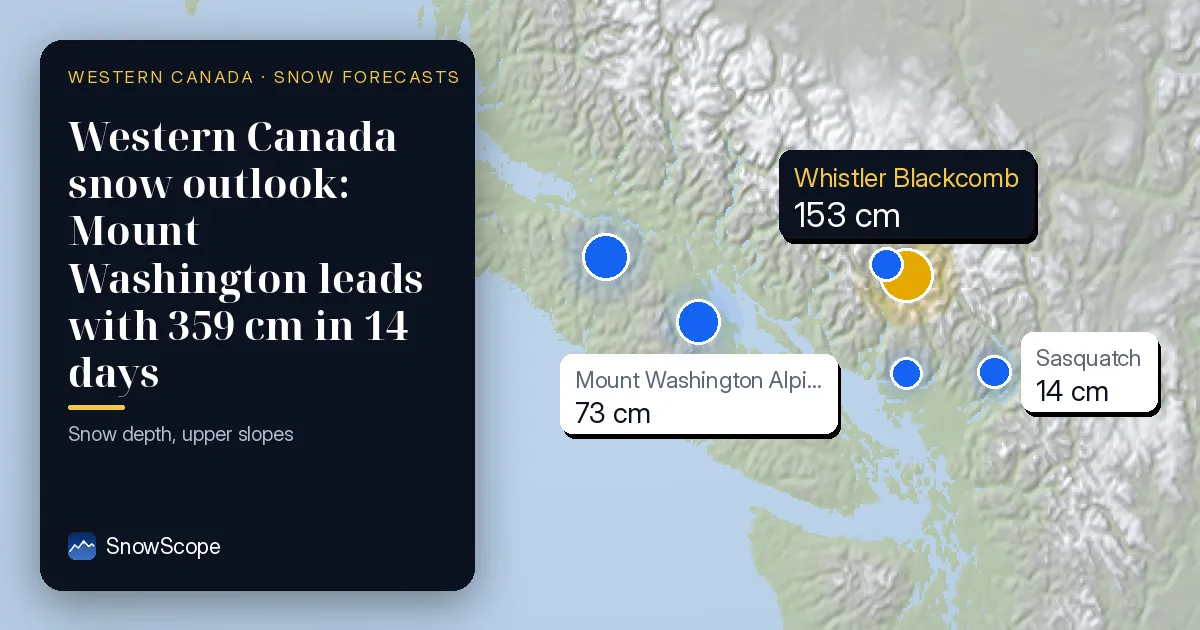 WESTERN CANADA · SNOW FORECASTS
Western Canada
snow outlook:
Mount
Washington leads
with 359 cm in 14
days
Snow depth, upper slopes
SnowScope
Whistler Blackcomb
153 cm
Mount Washington Alpi...
73 cm
Sasquatch
14 cm